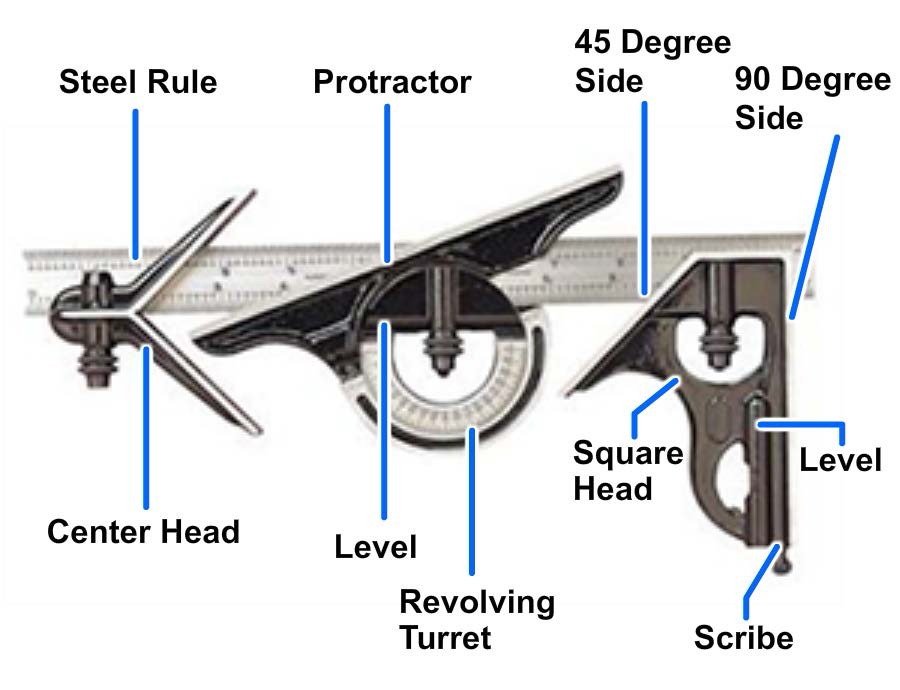 45 Degree
Side
Steel Rule
Protractor
90 Degree
Side
Square
Head
Level
Center Head
Level
Revolving
Turret
Scribe